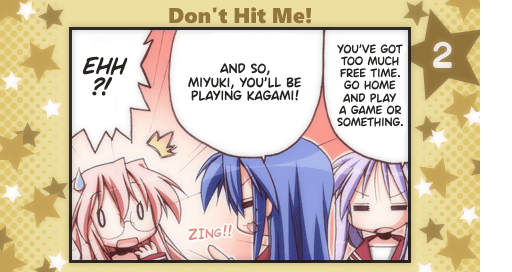 Don't Hit Me!
2
YOU'VE GOT
TOO MUCH
FREE TIME.
GO HOME
AND PLAY
A GAME OR
SOMETHING.
AND SO,
MIYUKI, YOU'LL BE
PLAYING KAGAMI!
EHH
?!
ZING!!